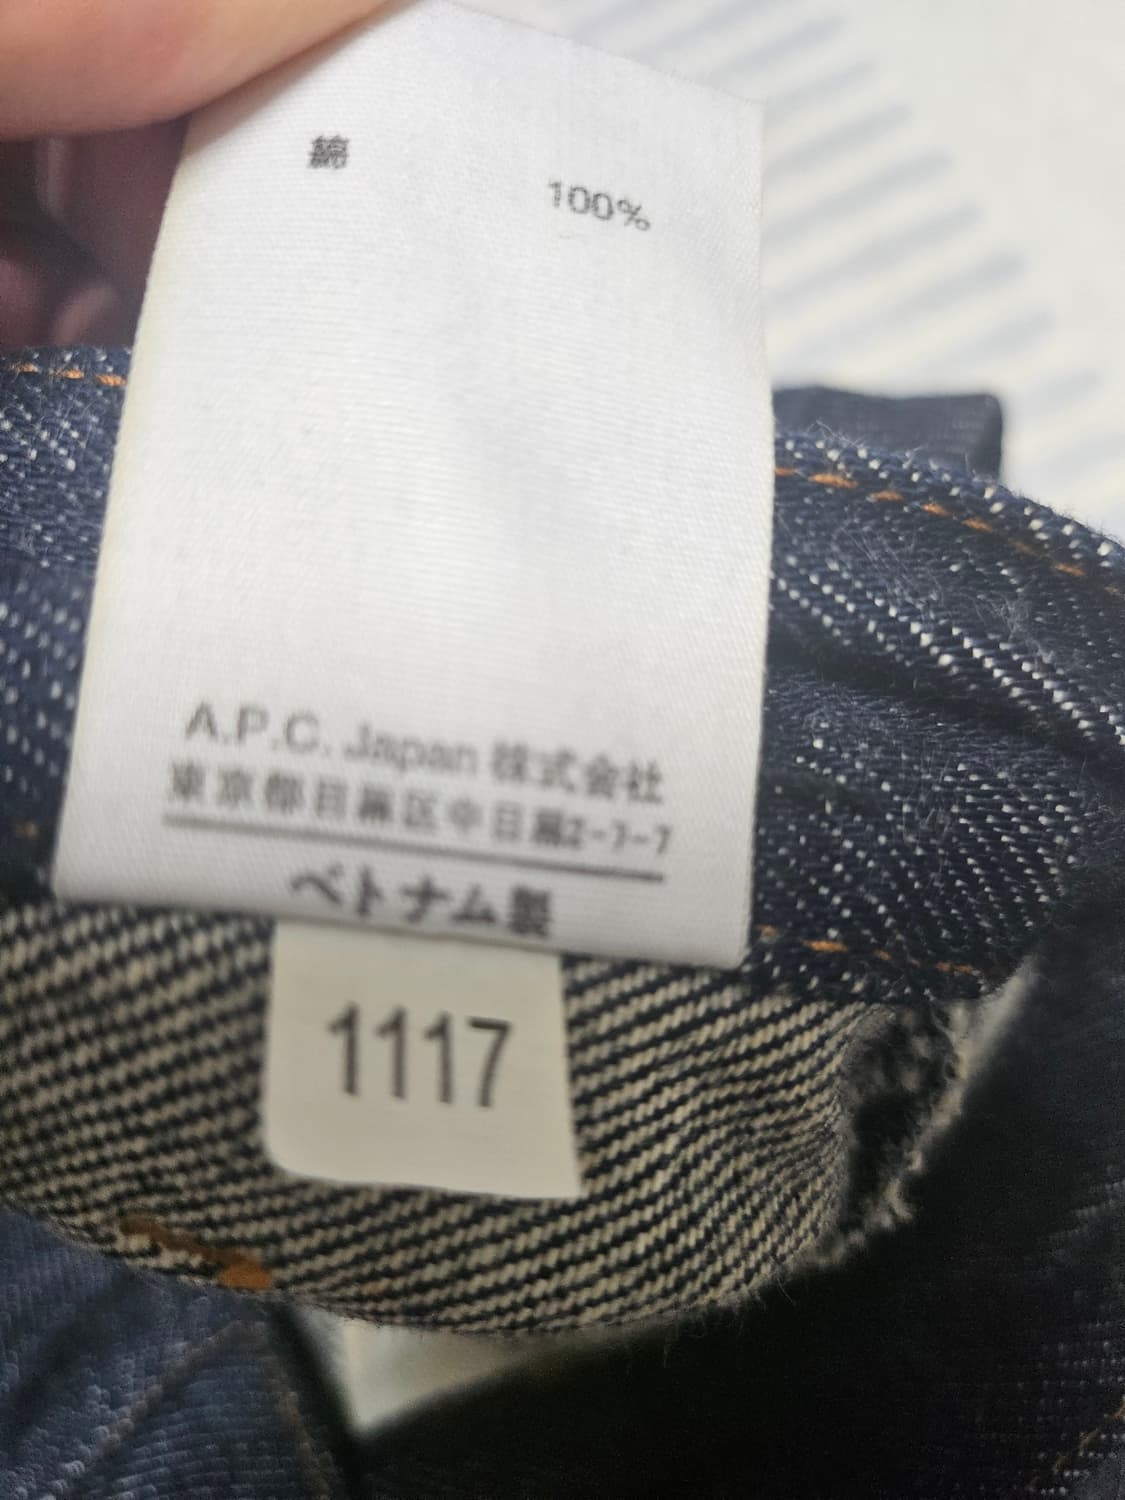 綿
100%
A.P.C. Japan 株式会社
東京都目黒区中目黒2-7-7
ベトナム製
1117